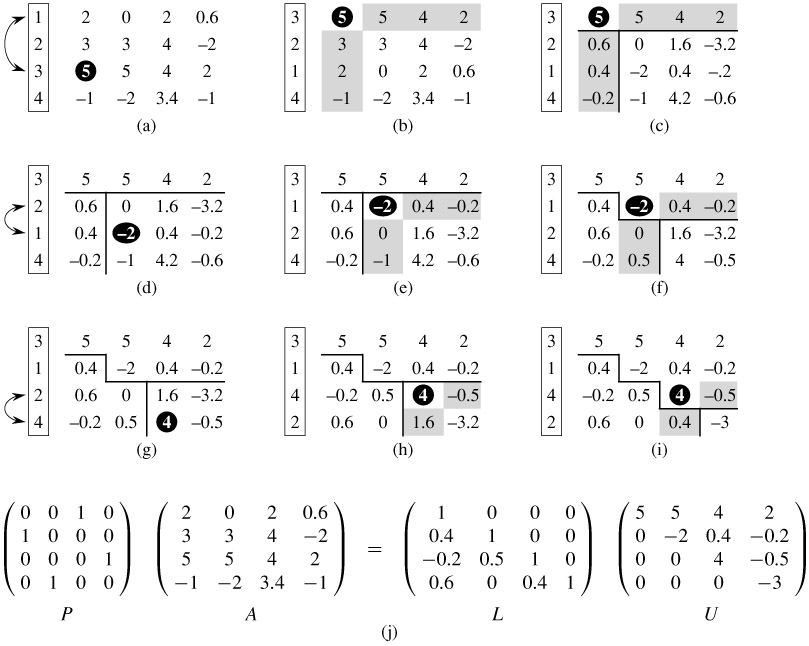 1 2 0 2 0.6 3 5 5 4 2 3 5 5 4 2
2 3 3 4 –2 2 3 3 4 –2 2 0.6 0 1.6 –3.2
3 5 5 4 2 1 2 0 2 0.6 1 0.4 –2 0.4 –.2
4 –1 –2 3.4 –1 4 –1 –2 3.4 –1 4 –0.2 –1 4.2 –0.6
(a) (b) (c)
3 5 5 4 2 3 5 5 4 2 3 5 5 4 2
2 0.6 0 1.6 –3.2 1 0.4 –2 0.4 –0.2 1 0.4 –2 0.4 –0.2
1 0.4 –2 0.4 –0.2 2 0.6 0 1.6 –3.2 2 0.6 0 1.6 –3.2
4 –0.2 –1 4.2 –0.6 4 –0.2 –1 4.2 –0.6 4 –0.2 0.5 4 –0.5
(d) (e) (f)
3 5 5 4 2 3 5 5 4 2 3 5 5 4 2
1 0.4 –2 0.4 –0.2 1 0.4 –2 0.4 –0.2 1 0.4 –2 0.4 –0.2
2 0.6 0 1.6 –3.2 4 –0.2 0.5 4 –0.5 4 –0.2 0.5 4 –0.5
4 –0.2 0.5 4 –0.5 2 0.6 0 1.6 –3.2 2 0.6 0 0.4 –3
(g) (h) (i)
0 0 1 0 2 0 2 0.6 1 0 0 0 5 5 4 2
1 0 0 0 3 3 4 –2 0.4 1 0 0 0 –2 0.4 –0.2
0 0 0 1 5 5 4 2 = –0.2 0.5 1 0 0 0 4 –0.5
0 1 0 0 –1 –2 3.4 –1 0.6 0 0.4 1 0 0 0 –3
P A L U
(j)